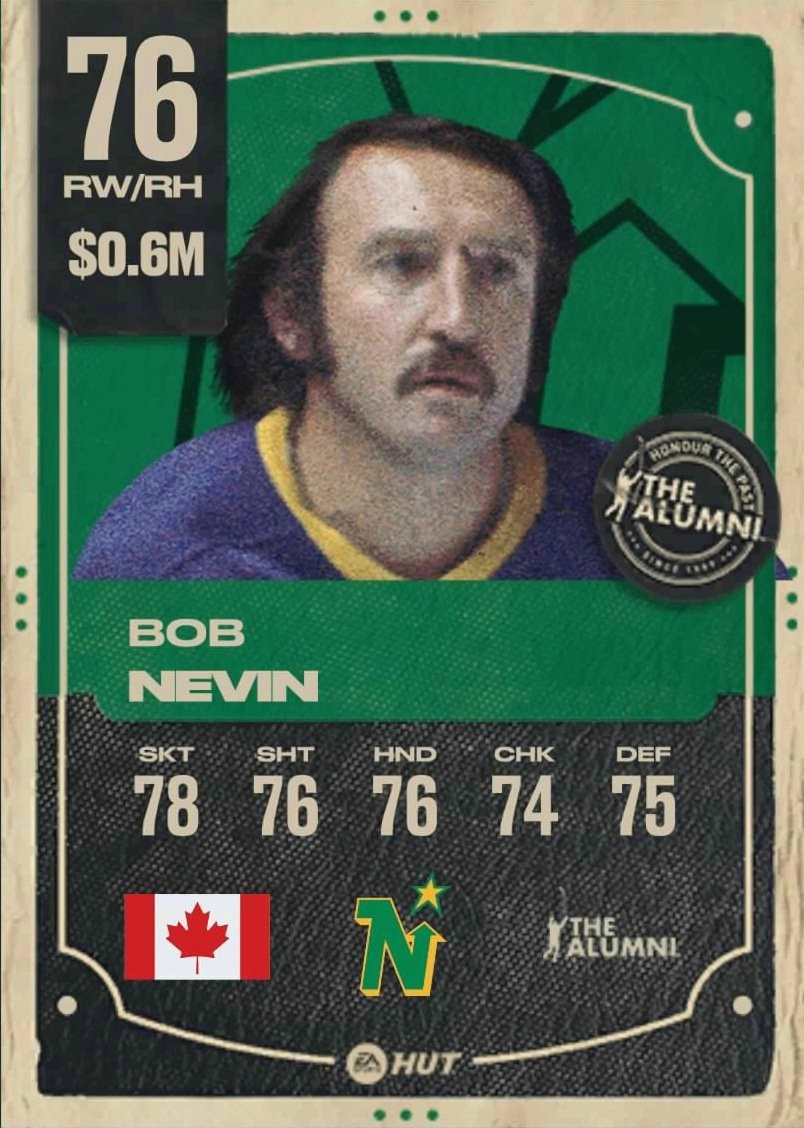 76
RW/RH
$0.6M
HONOUR THE PAST
THE
ALUMNI
BOB
NEVIN
SKT SHT HND CHK DEF
78 76 76 74 75
N
THE
ALUMNI
EA
HUT